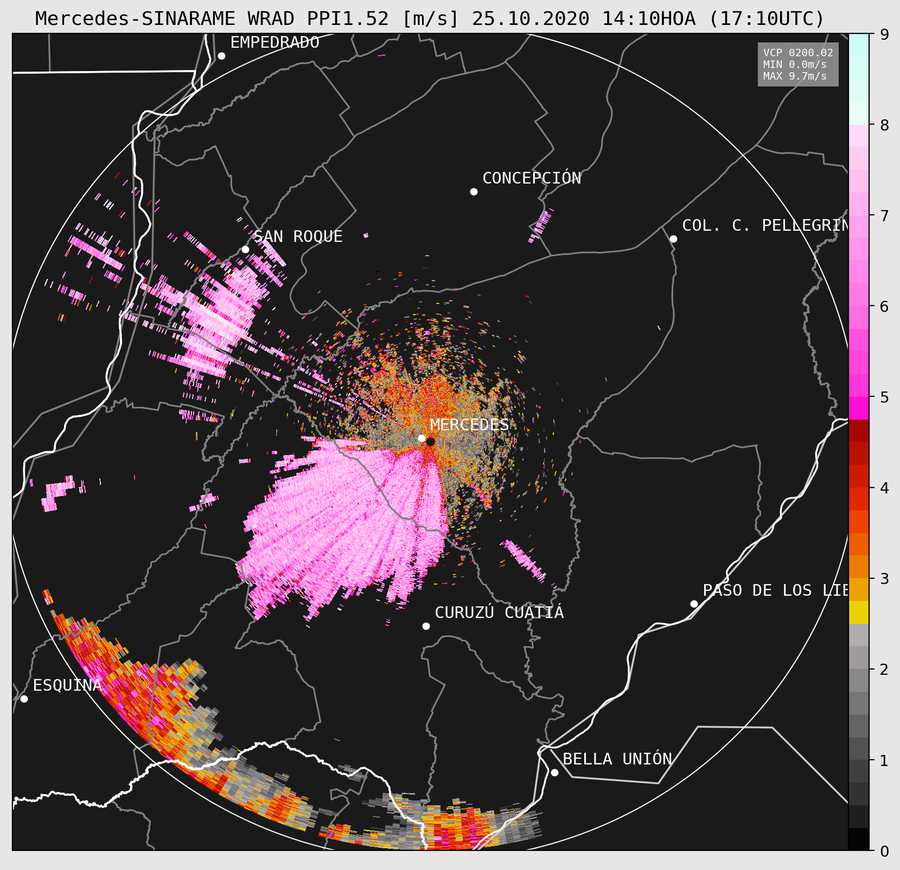 Mercedes-SINARAME WRAD PPI1.52 [m/s] 25.10.2020 14:10HOA (17:10UTC)
EMPEDRADO
VCP 0200.02
MIN 0.0m/s
MAX 9.7m/s
CONCEPCIÓN
SAN ROQUE
COL. C. PELLEGRIN
MERCEDES
PASO DE LOS LIB
CURUZÚ CUATIÁ
ESQUINA
BELLA UNIÓN
9
8
7
6
5
4
3
2
1
0